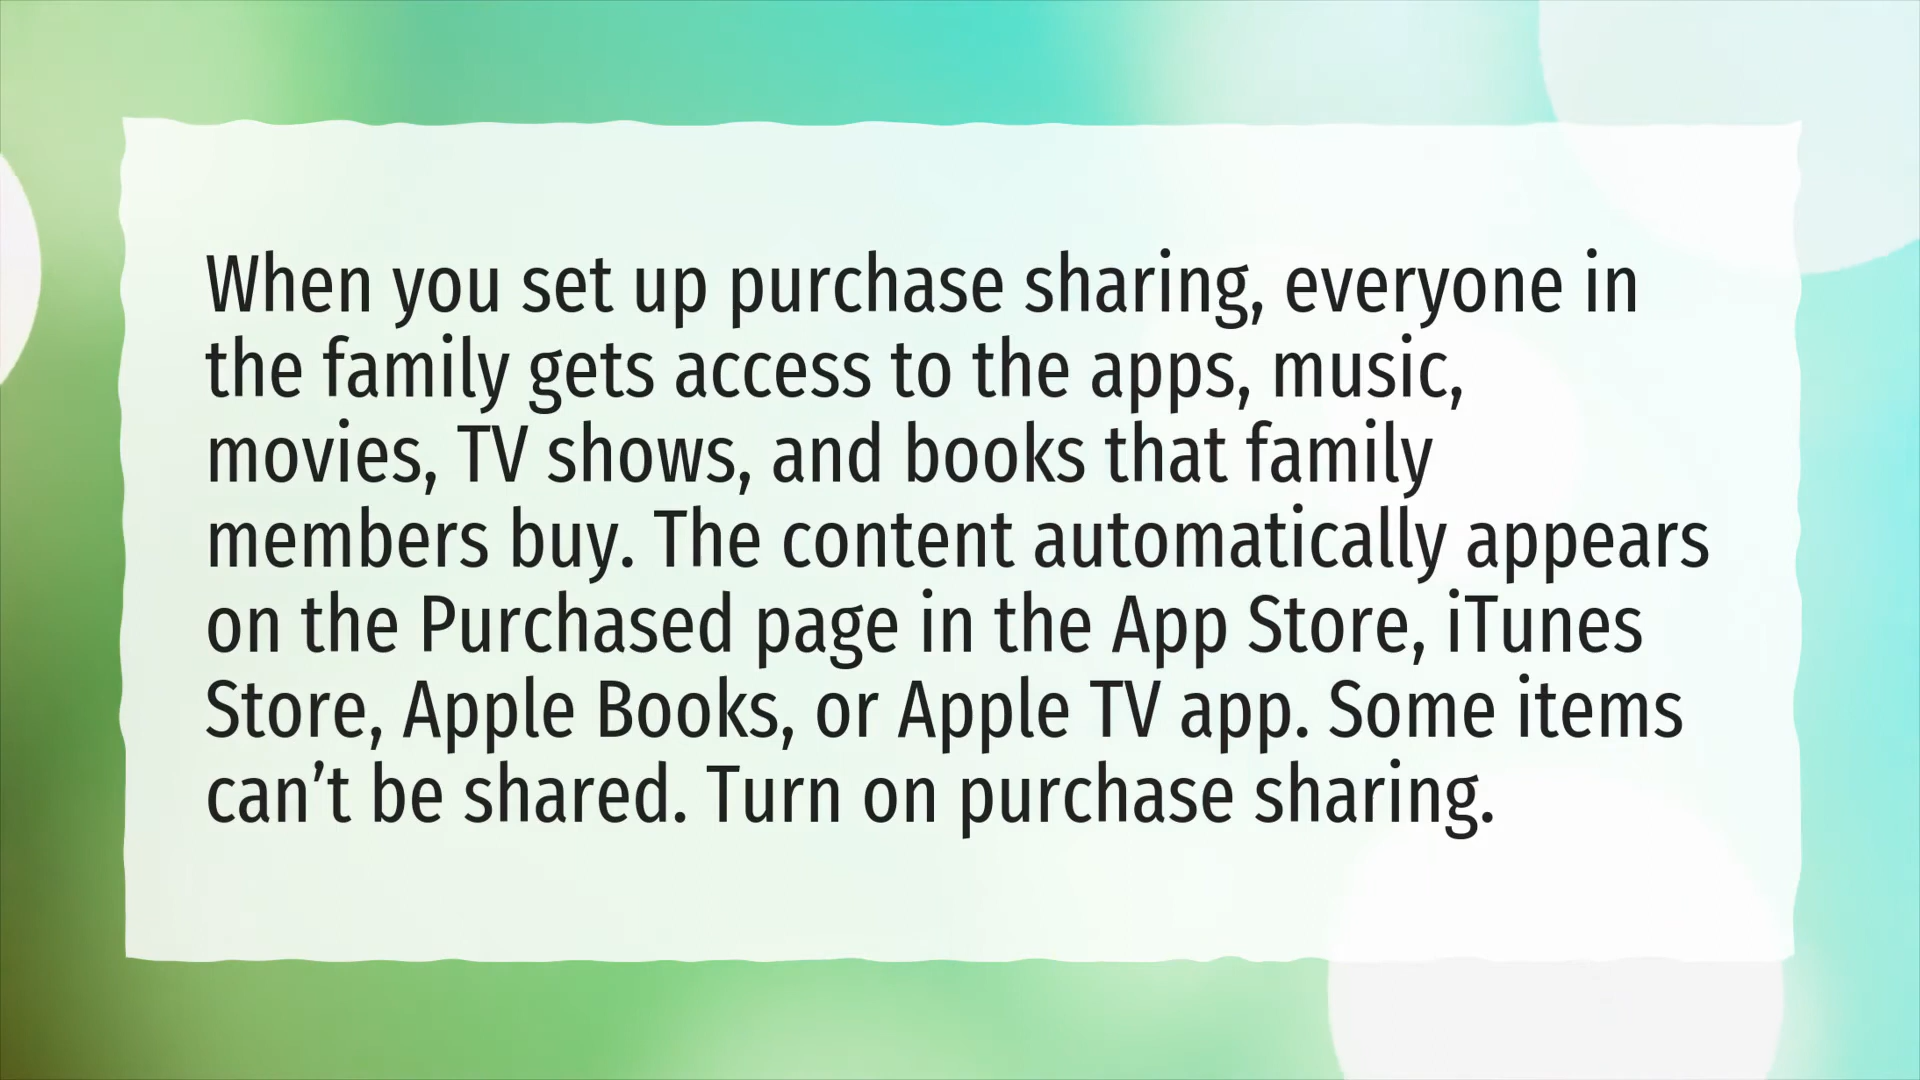 When you set up purchase sharing, everyone in
the family gets access to the apps, music,
movies, TV shows, and books that family
members buy. The content automatically appears
on the Purchased page in the App Store, iTunes
Store, Apple Books, or Apple TV app. Some items
can’t be shared. Turn on purchase sharing.